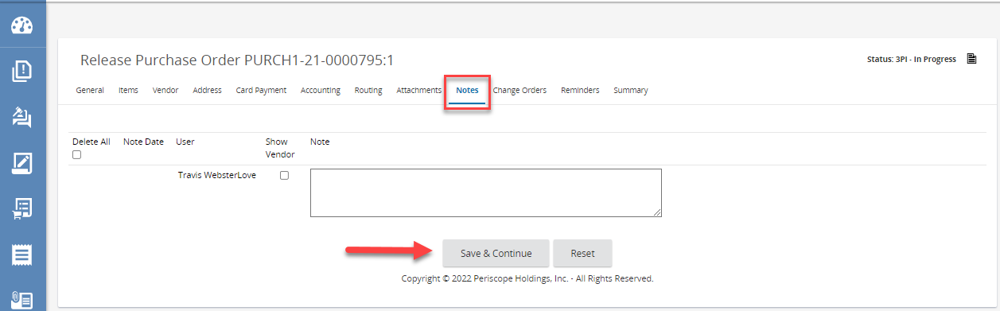 Release Purchase Order PURCH1-21-0000795:1
Status: 3PI - In Progress
General Items Vendor Address Card Payment Accounting Routing Attachments Notes Change Orders Reminders Summary
Delete All Note Date User Show Vendor Note
Travis WebsterLove
Save & Continue Reset
Copyright © 2022 Periscope Holdings, Inc. - All Rights Reserved.